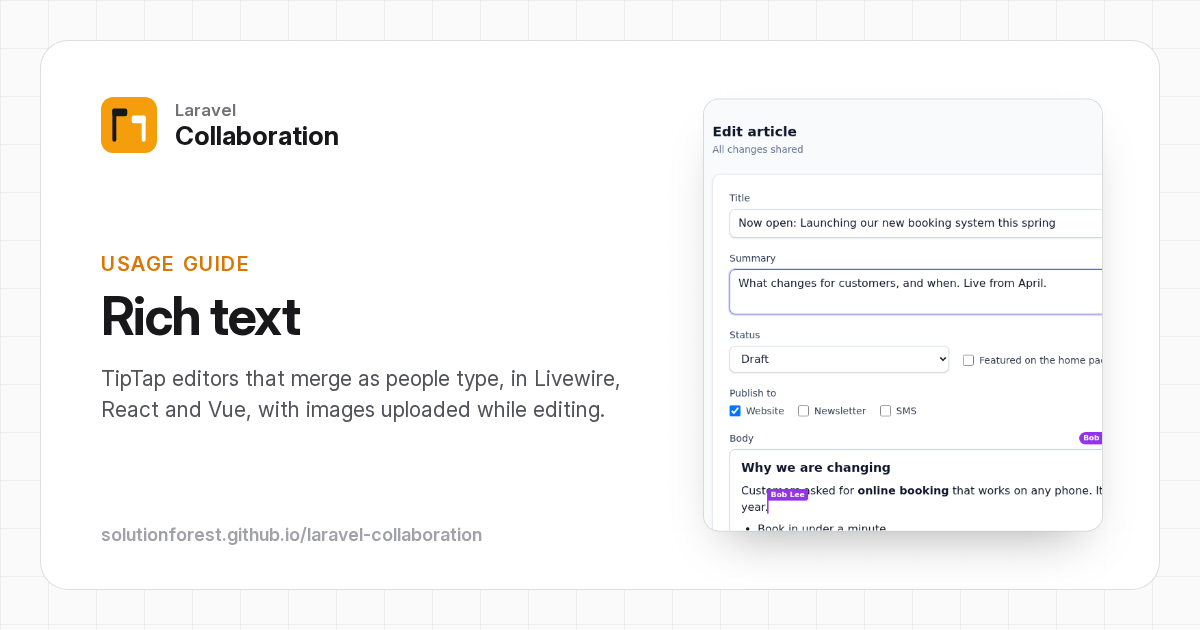 Laravel
Collaboration
USAGE GUIDE
Rich text
TipTap editors that merge as people type, in Livewire,
React and Vue, with images uploaded while editing.
solutionforest.github.io/laravel-collaboration
Edit article
All changes shared
Title
Now open: Launching our new booking system this spring
Summary
What changes for customers, and when. Live from April.
Status
Draft
Featured on the home
Publish to
Website Newsletter SMS
Body
Bob
Why we are changing
asked for online booking that works on any phone. It
Bob Lee
year.
Book in under a minute